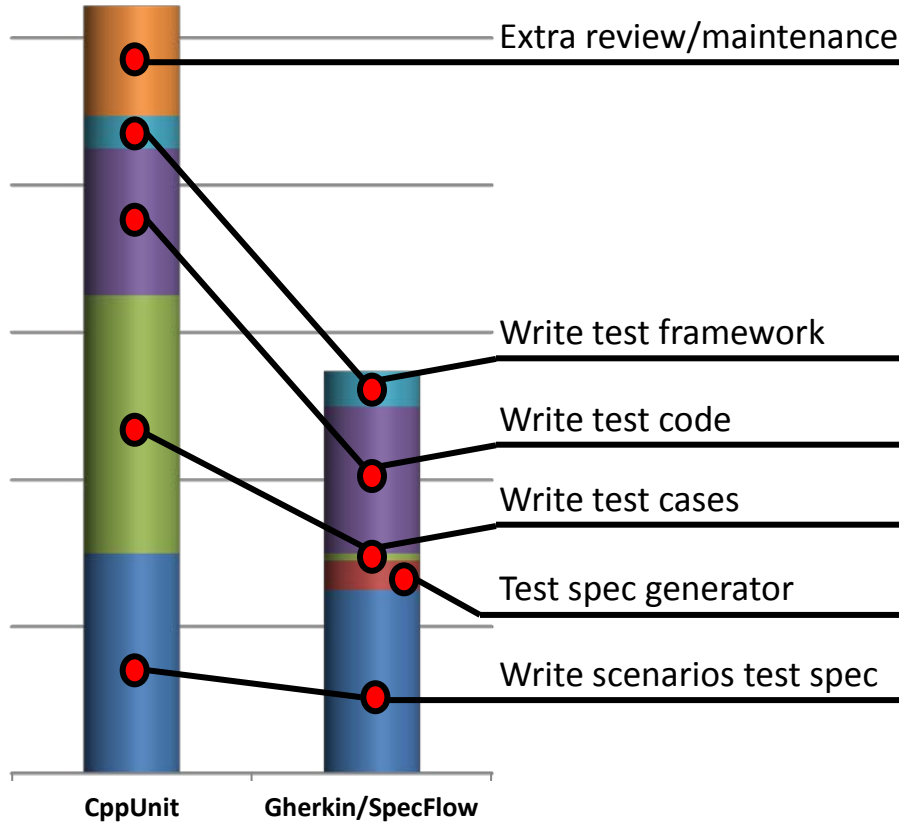 Extra review/maintenance
Write test framework
Write test code
Write test cases
Test spec generator
Write scenarios test spec
CppUnit
Gherkin/SpecFlow